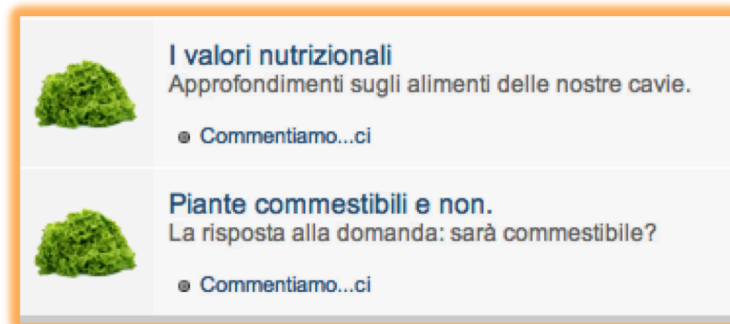 I valori nutrizionali
Approfondimenti sugli alimenti delle nostre cavie.
Commentiamo...ci
Piante commestibili e non.
La risposta alla domanda: sarà commestibile?
Commentiamo...ci